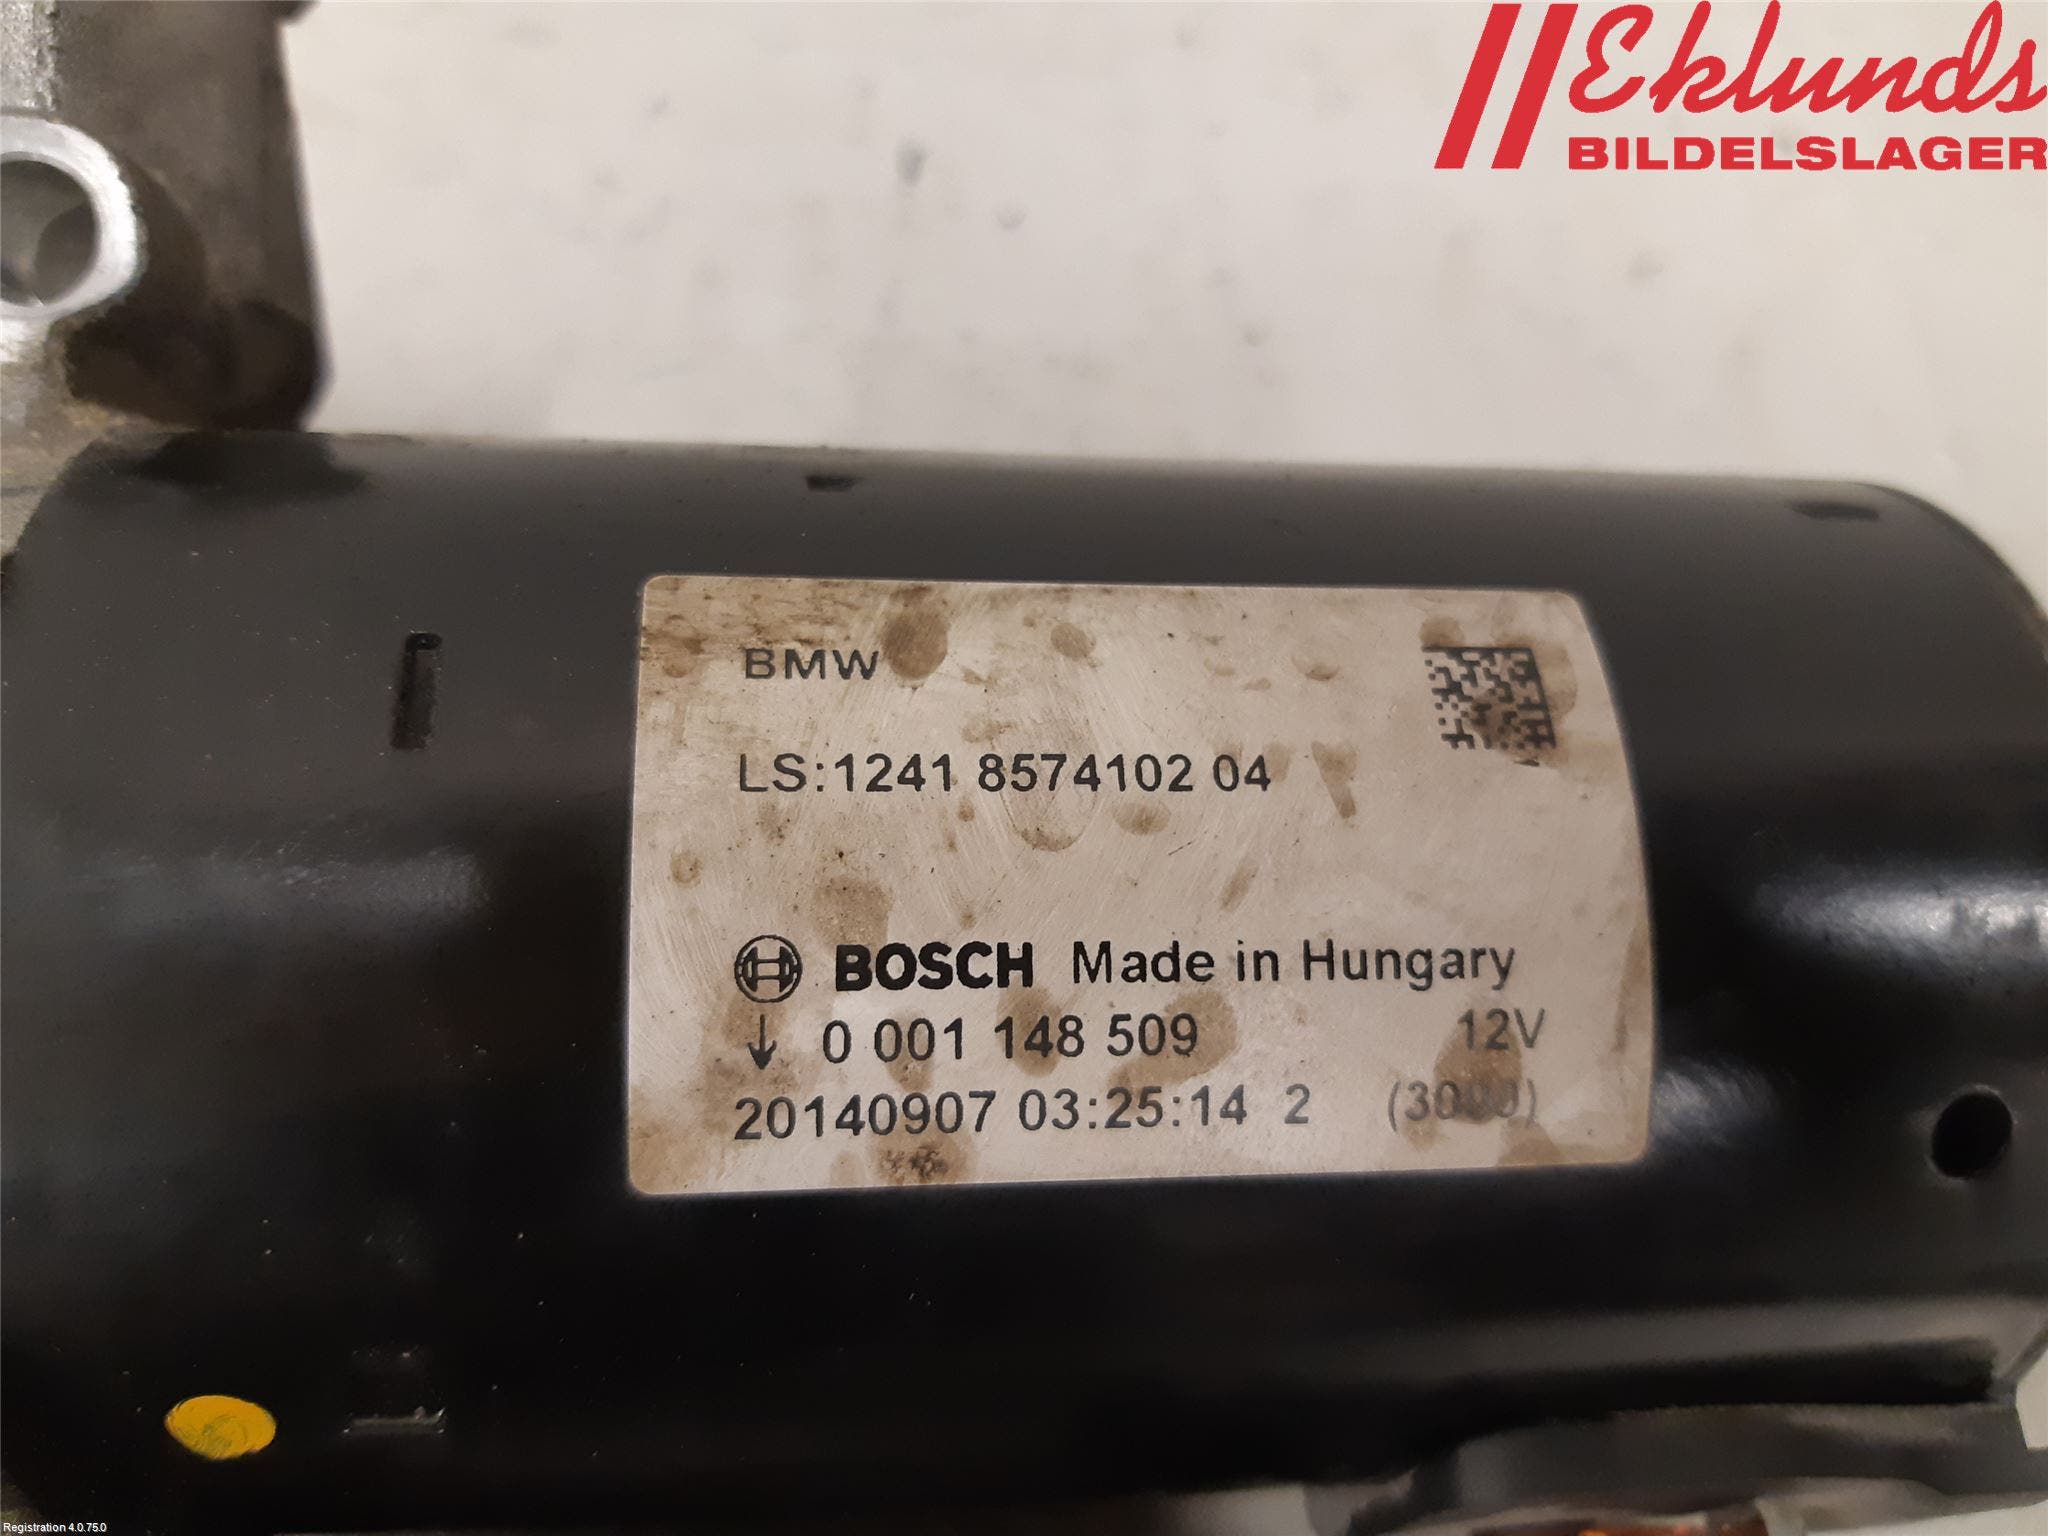 Eklunds
BILDELSLAGER
BMW
LS:1241 8574102 04
BOSCH Made in Hungary
0 001 148 509 12V
20140907 03:25:14 2
Registration 4.0.75.0